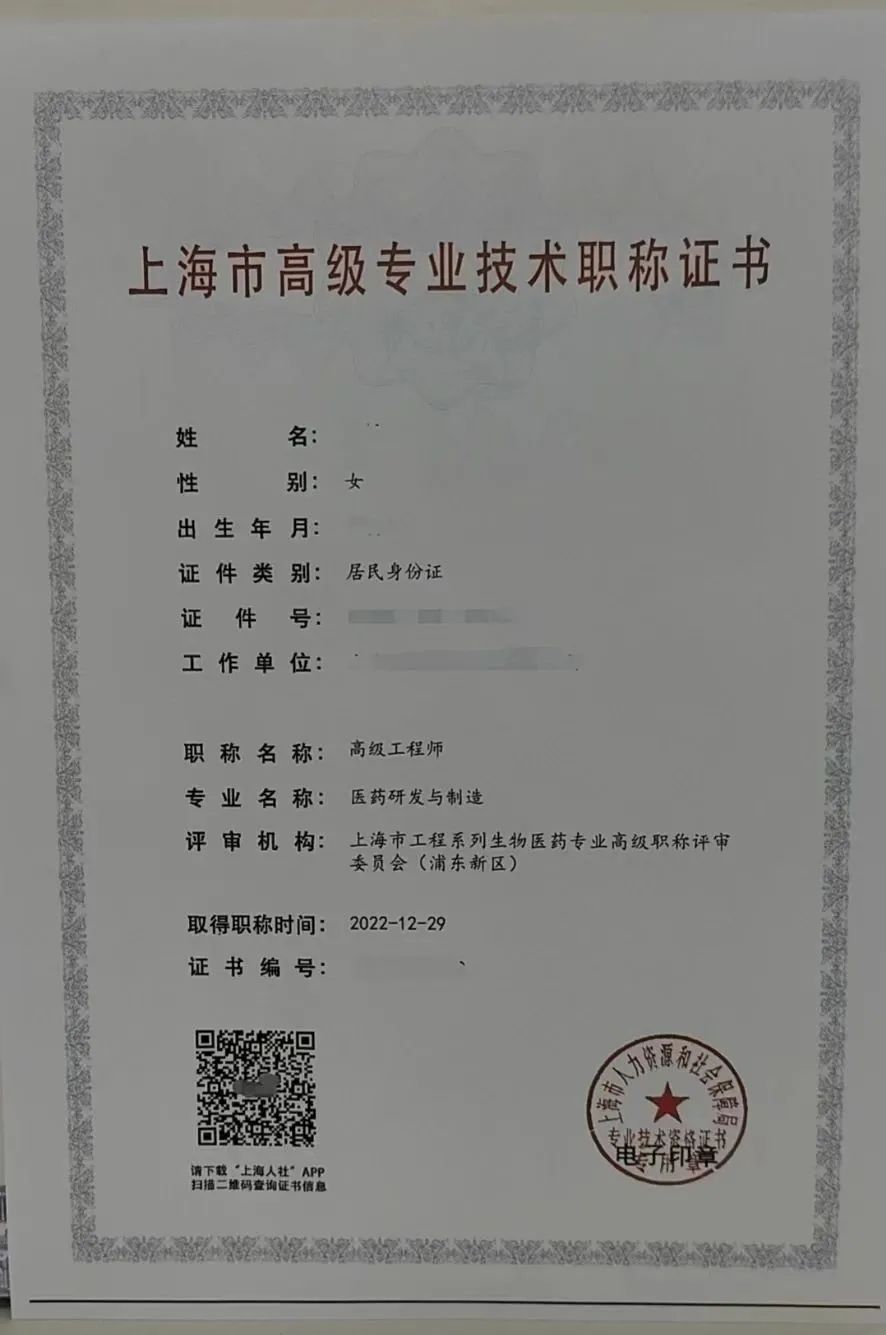 上海市高级专业技术职称证书
姓名：
性别：女
出生年月：
证件类别：居民身份证
证件号：
工作单位：
职称名称：高级工程师
专业名称：医药研发与制造
评审机构：上海市工程系列生物医药专业高级职称评审
委员会（浦东新区）
取得职称时间：2022-12-29
证书编号：
请下载“上海人社”APP
扫描二维码查询证书信息
上海市人力资源和社会保障局
专业技术资格证书
专用章
电子印章